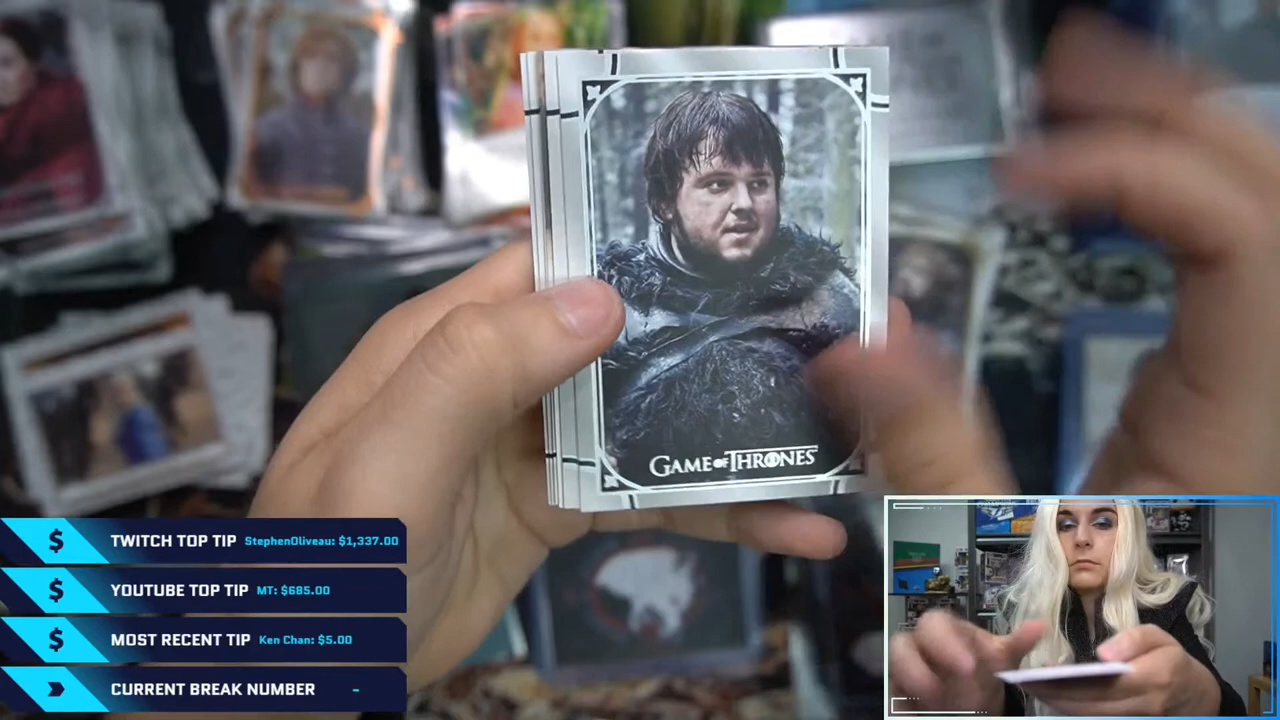 GAME OF THRONES
$ TWITCH TOP TIP StephenOliveau: $1,337.00
$ YOUTUBE TOP TIP MT: $685.00
$ MOST RECENT TIP Ken Chan: $5.00
CURRENT BREAK NUMBER -